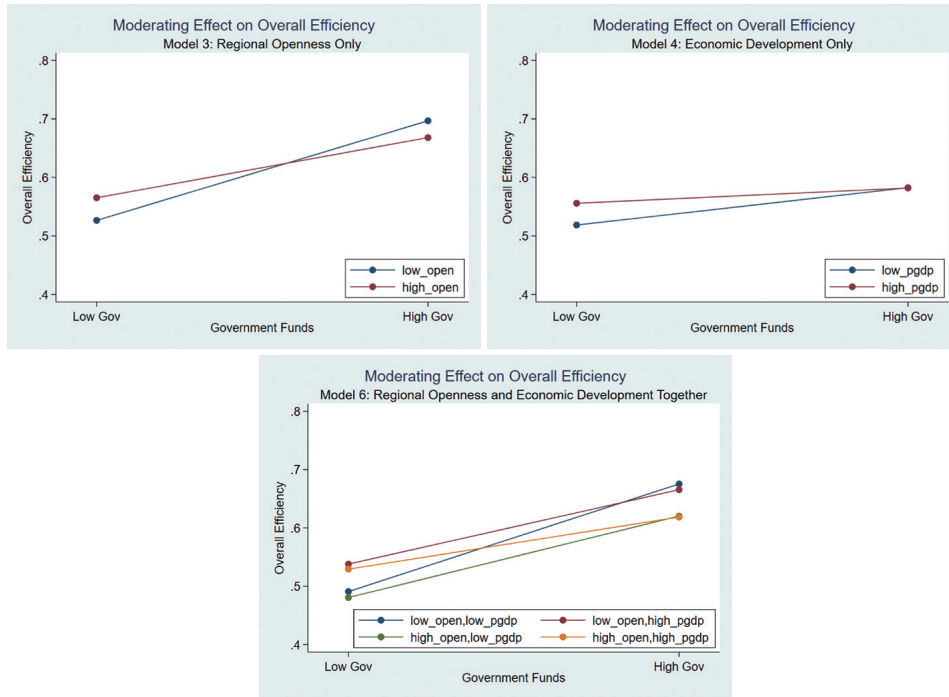 Moderating Effect on Overall Efficiency
Model 3: Regional Openness Only
Overall Efficiency
.8
.7
.6
.5
.4
low_open
high_open
Low Gov
High Gov
Government Funds
Moderating Effect on Overall Efficiency
Model 4: Economic Development Only
Overall Efficiency
.8
.7
.6
.5
.4
low_pgdp
high_pgdp
Low Gov
High Gov
Government Funds
Moderating Effect on Overall Efficiency
Model 6: Regional Openness and Economic Development Together
Overall Efficiency
.8
.7
.6
.5
.4
low_open,low_pgdp
low_open,high_pgdp
high_open,low_pgdp
high_open,high_pgdp
Low Gov
High Gov
Government Funds